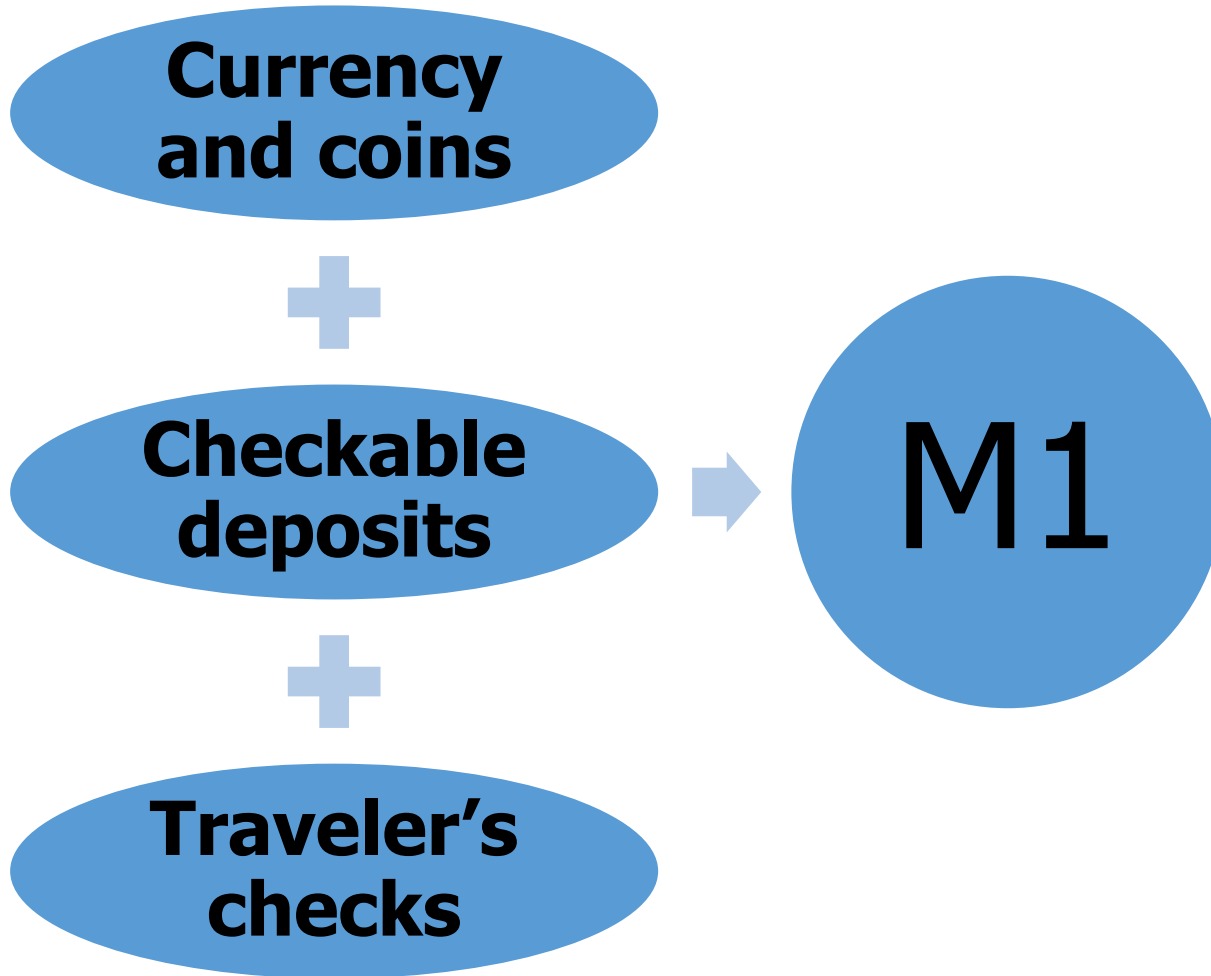 Currency
and coins
Checkable
deposits
M1
Traveler’s
checks